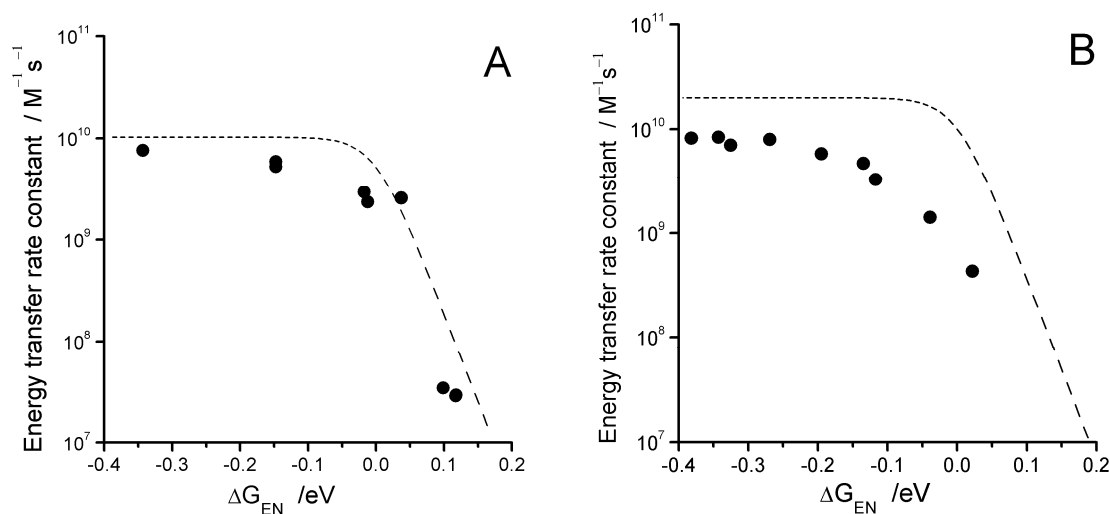 A
Energy transfer rate constant / M⁻¹s⁻¹
10¹¹
10¹⁰
10⁹
10⁸
10⁷
-0.4 -0.3 -0.2 -0.1 0.0 0.1 0.2
ΔG_EN /eV
B
Energy transfer rate constant / M⁻¹s⁻¹
10¹¹
10¹⁰
10⁹
10⁸
10⁷
-0.4 -0.3 -0.2 -0.1 0.0 0.1 0.2
ΔG_EN /eV